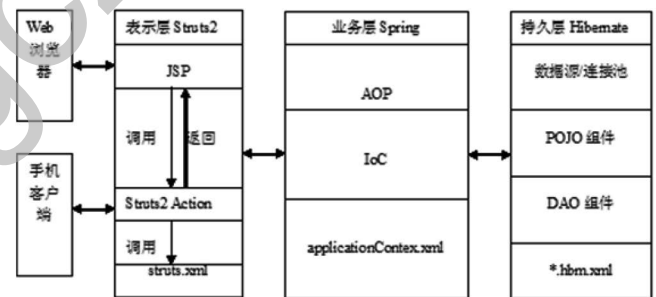 Web
浏览
器
手机
客户
端
表示层 Struts2
JSP
调用
返回
Struts2 Action
调用
struts.xml
业务层 Spring
AOP
IoC
applicationContex.xml
持久层 Hibernate
数据源/连接池
POJO 组件
DAO 组件
*.hbm.xml